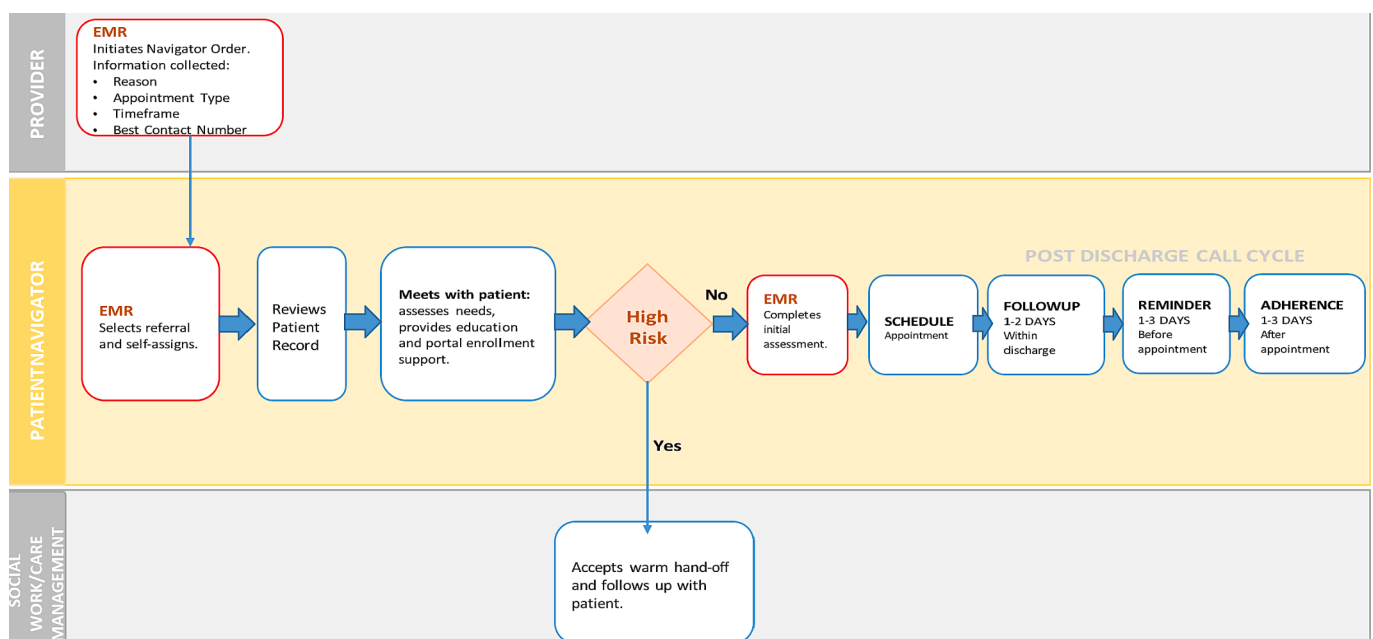 PROVIDER
EMR
Initiates Navigator Order.
Information collected:
• Reason
• Appointment Type
• Timeframe
• Best Contact Number
PATIENTNAVIGATOR
POST DISCHARGE CALL CYCLE
EMR
Selects referral
and self-assigns.
Reviews
Patient
Record
Meets with patient:
assesses needs,
provides education
and portal enrollment
support.
High
Risk
No
Yes
EMR
Completes
initial
assessment.
SCHEDULE
Appointment
FOLLOWUP
1-2 DAYS
Within
discharge
REMINDER
1-3 DAYS
Before
appointment
ADHERENCE
1-3 DAYS
After
appointment
SOCIAL
WORK/CARE
MANAGEMENT
Accepts warm hand-off
and follows up with
patient.